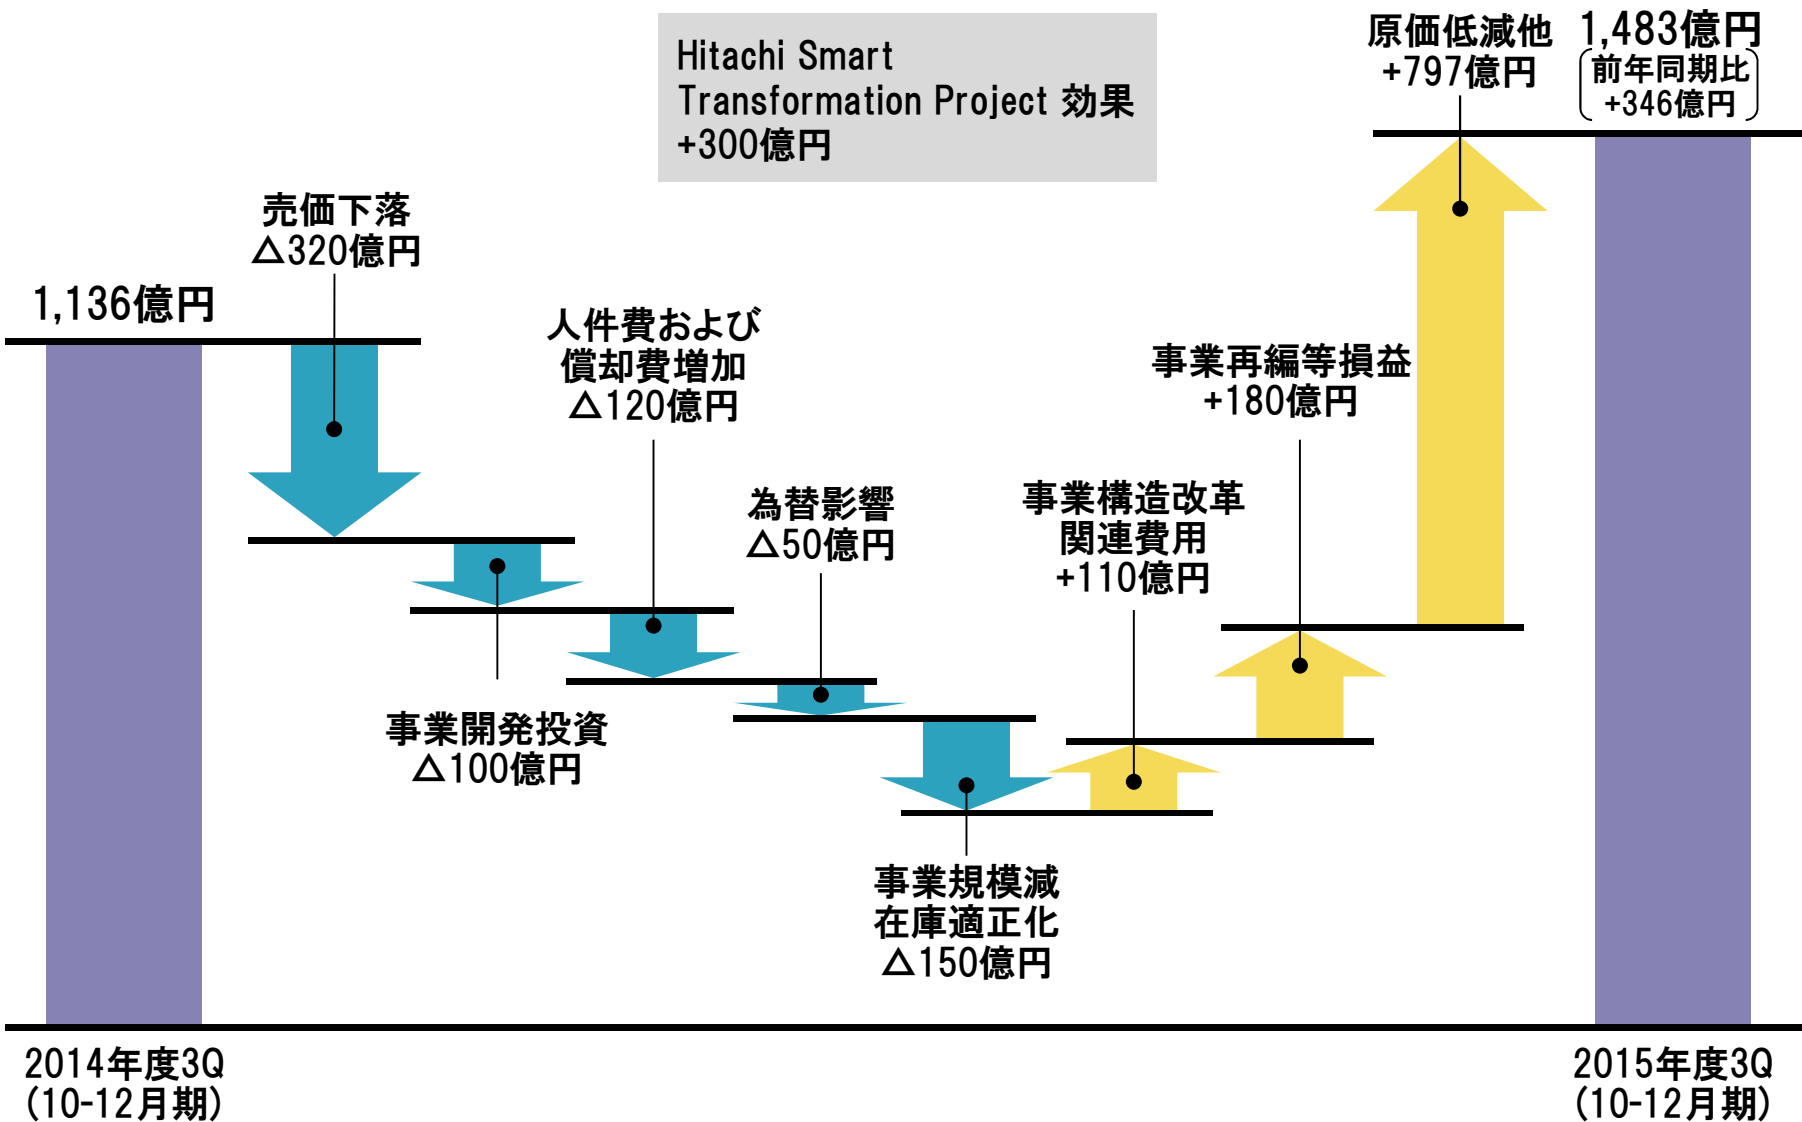 Hitachi Smart
Transformation Project 効果
+300億円
1,136億円
売価下落
△320億円
事業開発投資
△100億円
人件費および
償却費増加
△120億円
為替影響
△50億円
事業規模減
在庫適正化
△150億円
事業構造改革
関連費用
+110億円
事業再編等損益
+180億円
原価低減他
+797億円
1,483億円
前年同期比
+346億円
2014年度3Q
(10-12月期)
2015年度3Q
(10-12月期)